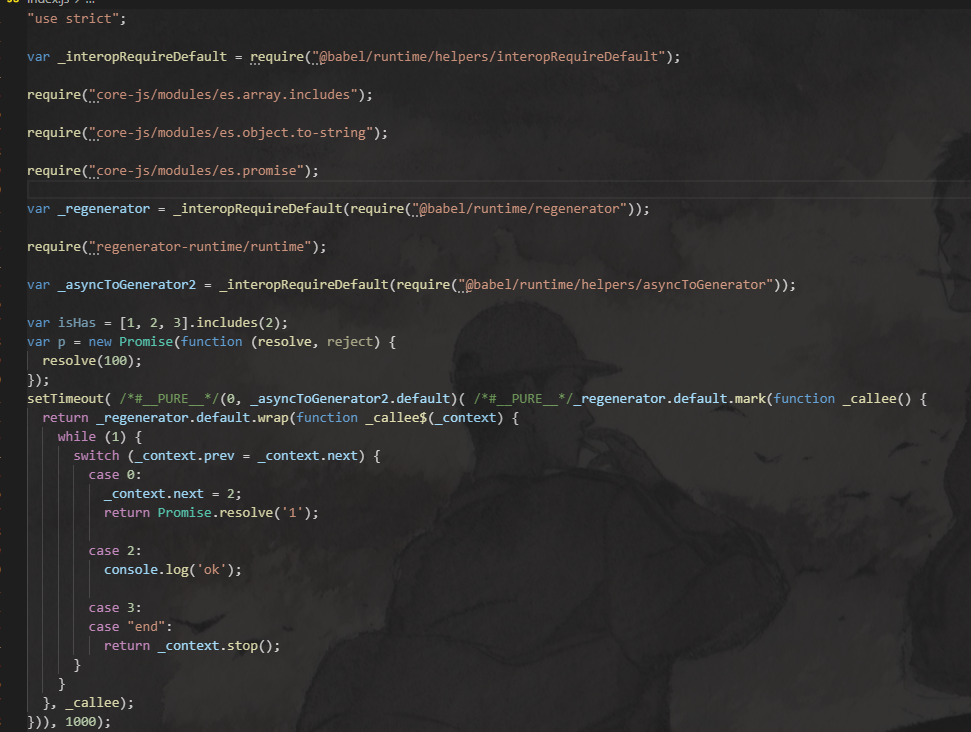 index.js > ...
"use strict";
var _interopRequireDefault = require("@babel/runtime/helpers/interopRequireDefault");
require("core-js/modules/es.array.includes");
require("core-js/modules/es.object.to-string");
require("core-js/modules/es.promise");
var _regenerator = _interopRequireDefault(require("@babel/runtime/regenerator"));
require("regenerator-runtime/runtime");
var _asyncToGenerator2 = _interopRequireDefault(require("@babel/runtime/helpers/asyncToGenerator"));
var isHas = [1, 2, 3].includes(2);
var p = new Promise(function (resolve, reject) {
  resolve(100);
});
setTimeout( /*#__PURE__*/(0, _asyncToGenerator2.default)( /*#__PURE__*/_regenerator.default.mark(function _callee() {
  return _regenerator.default.wrap(function _callee$(_context) {
    while (1) {
      switch (_context.prev = _context.next) {
        case 0:
          _context.next = 2;
          return Promise.resolve('1');
        case 2:
          console.log('ok');
        case 3:
        case "end":
          return _context.stop();
      }
    }
  }, _callee);
})), 1000);